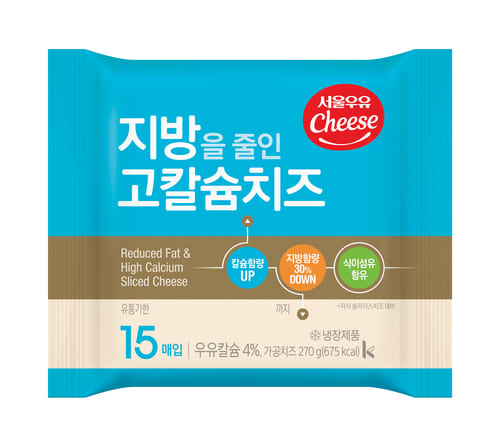 서울우유
Cheese
지방을 줄인
고칼슘치즈
Reduced Fat &
High Calcium
Sliced Cheese
칼슘함량
UP
지방함량
30%
DOWN
식이섬유
함유
*자사 슬라이스치즈 대비
유통기한 까지
냉장제품
15매입 우유칼슘 4%, 가공치즈 270 g(675 kcal) K